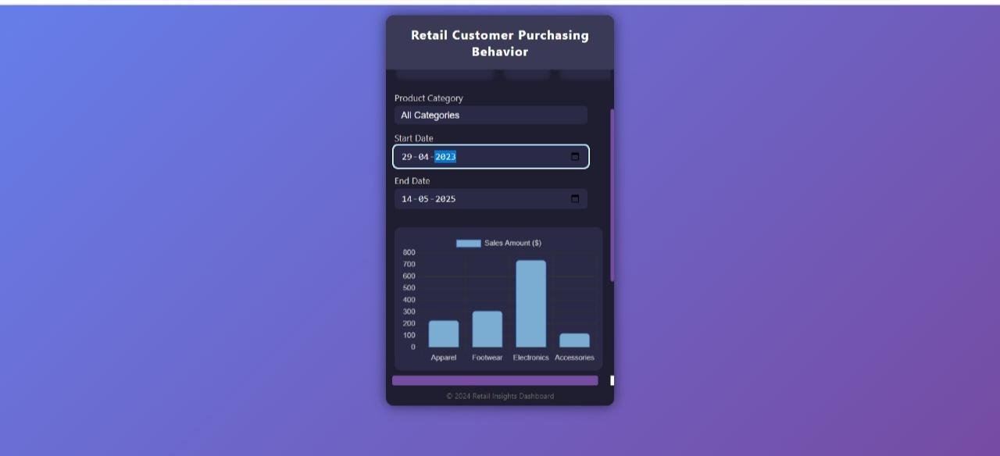 Retail Customer Purchasing
Behavior
Product Category
All Categories
Start Date
29-04-2023
End Date
14-05-2025
Sales Amount ($)
800
700
600
500
400
300
200
100
0
Apparel Footwear Electronics Accessories
© 2024 Retail Insights Dashboard